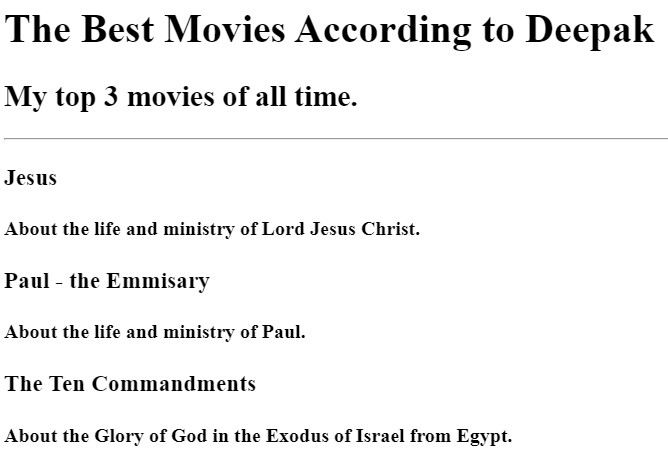 The Best Movies According to Deepak
My top 3 movies of all time.
Jesus
About the life and ministry of Lord Jesus Christ.
Paul - the Emmisary
About the life and ministry of Paul.
The Ten Commandments
About the Glory of God in the Exodus of Israel from Egypt.